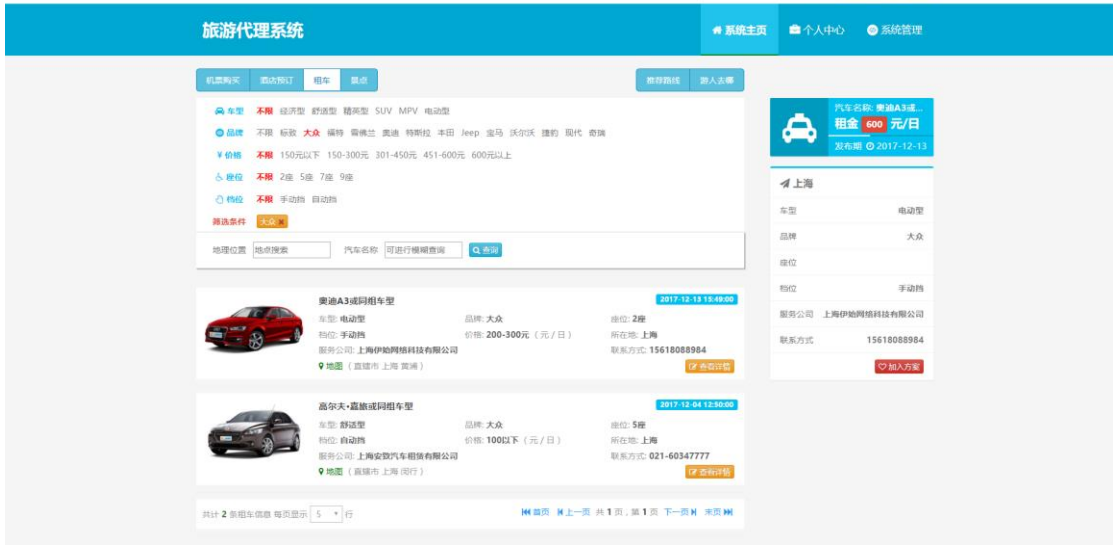 旅游代理系统
系统主页 个人中心 系统管理
机票购买 酒店预订 租车 景点
推荐路线 游人去哪
车型 不限 经济型 舒适型 精英型 SUV MPV 电动型
品牌 不限 标致 大众 福特 雪佛兰 奥迪 特斯拉 本田 Jeep 宝马 沃尔沃 捷豹 现代 奇瑞
¥价格 不限 150元以下 150-300元 301-450元 451-600元 600元以上
座位 不限 2座 5座 7座 9座
档位 不限 手动挡 自动挡
筛选条件 大众 ×
地理位置 地点搜索 汽车名称 可进行模糊查询 查询
奥迪A3或同组车型 2017-12-13 15:49:00
车型: 电动型 品牌: 大众 座位: 2座
档位: 手动挡 价格: 200-300元 ( 元 / 日 ) 所在地: 上海
服务公司: 上海伊始网络科技有限公司 联系方式: 15618088984
地图 ( 直辖市 上海 黄浦 ) 查看详情
高尔夫·嘉旅或同组车型 2017-12-04 12:50:00
车型: 舒适型 品牌: 大众 座位: 5座
档位: 自动挡 价格: 100以下 ( 元 / 日 ) 所在地: 上海
服务公司: 上海安致汽车租赁有限公司 联系方式: 021-60347777
地图 ( 直辖市 上海 闵行 ) 查看详情
共计 2 条租车信息 每页显示 5 行
首页 上一页 共 1 页 , 第 1 页 下一页 末页
汽车名称: 奥迪A3或...
租金 600 元/日
发布期 2017-12-13
上海
车型 电动型
品牌 大众
座位
档位 手动挡
服务公司 上海伊始网络科技有限公司
联系方式 15618088984
加入方案